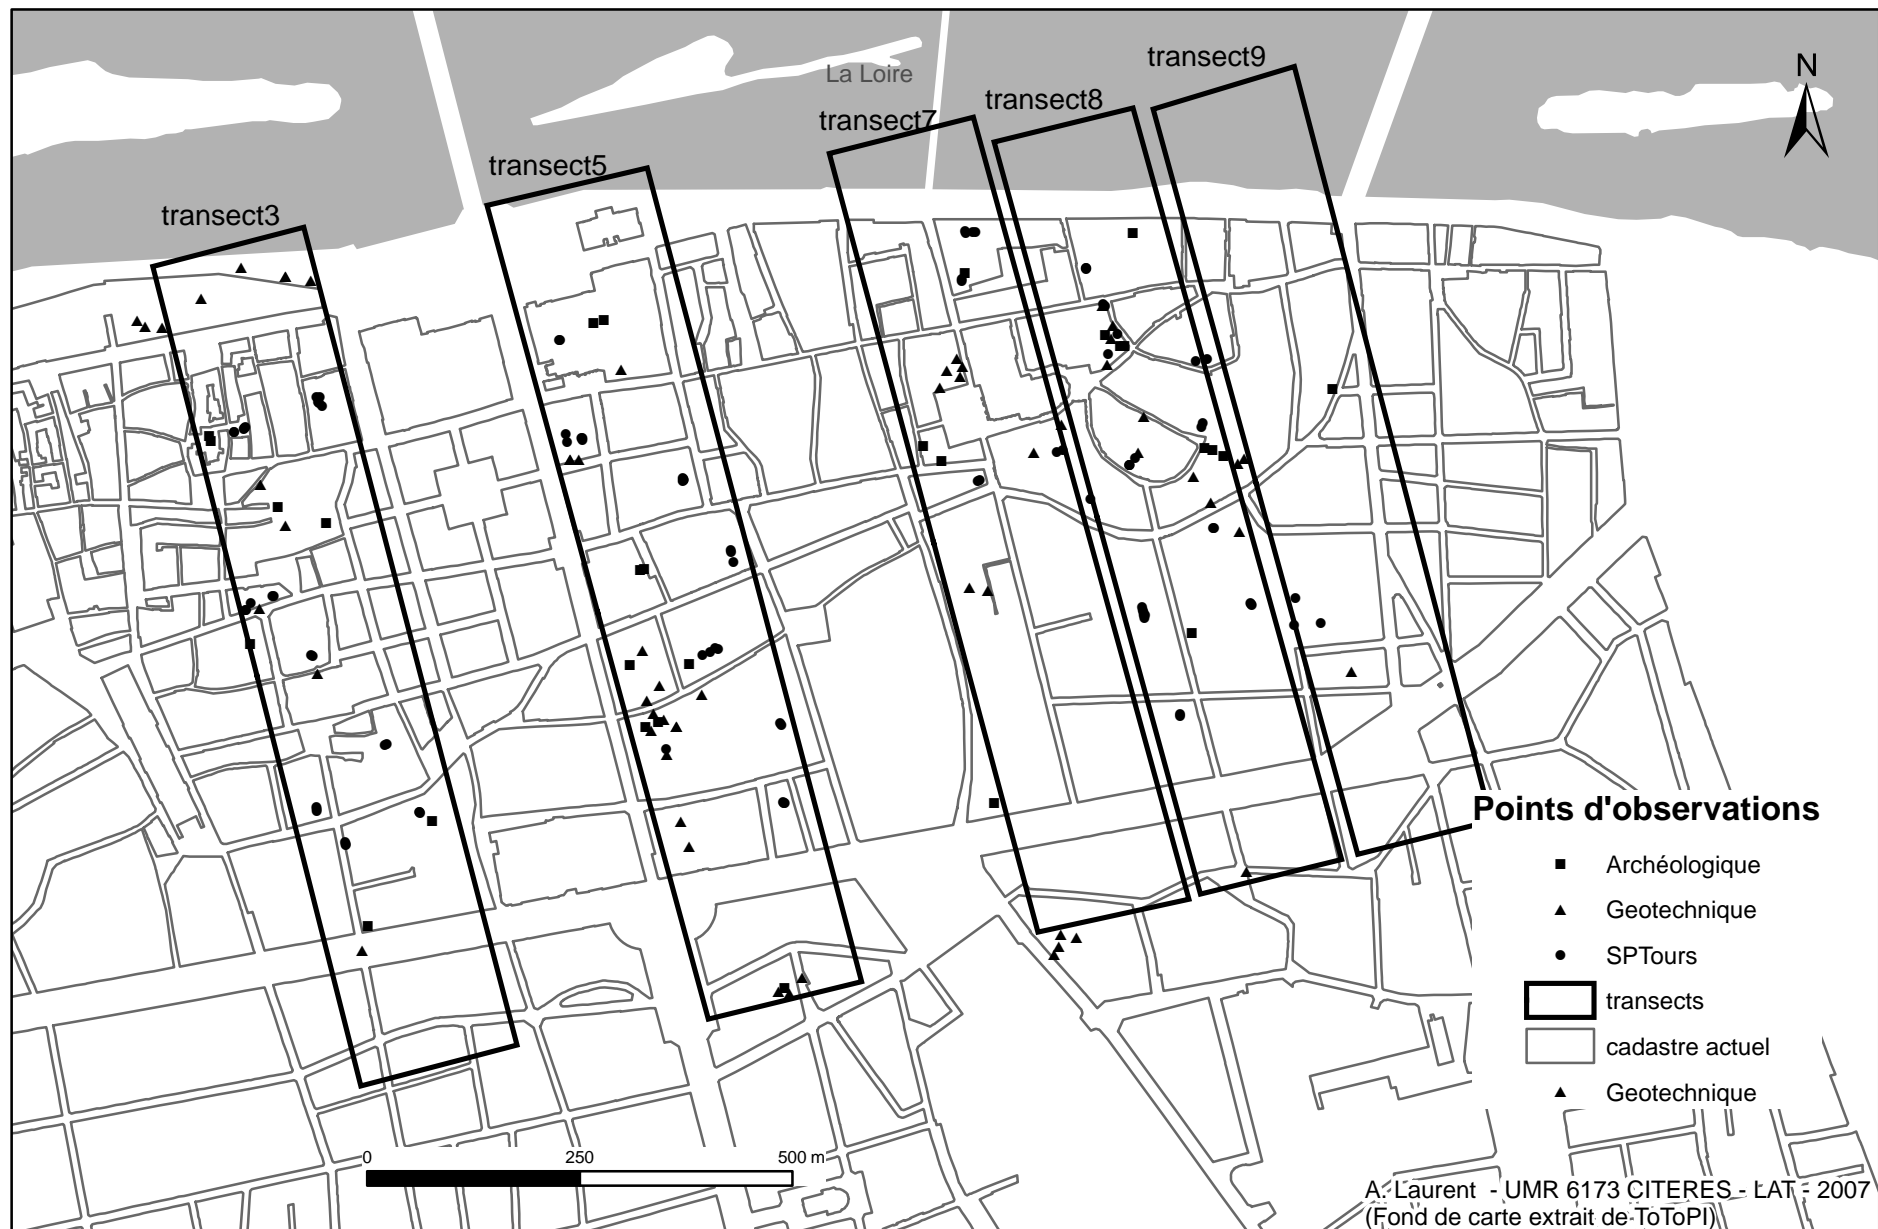 transect9
La Loire
N
transect8
transect7
transect5
transect3
Points d'observations
Archéologique
Geotechnique
SPTours
transects
cadastre actuel
Geotechnique
0 250 500 m
A. Laurent - UMR 6173 CITERES - LAT - 2007
(Fond de carte extrait de ToToPI)